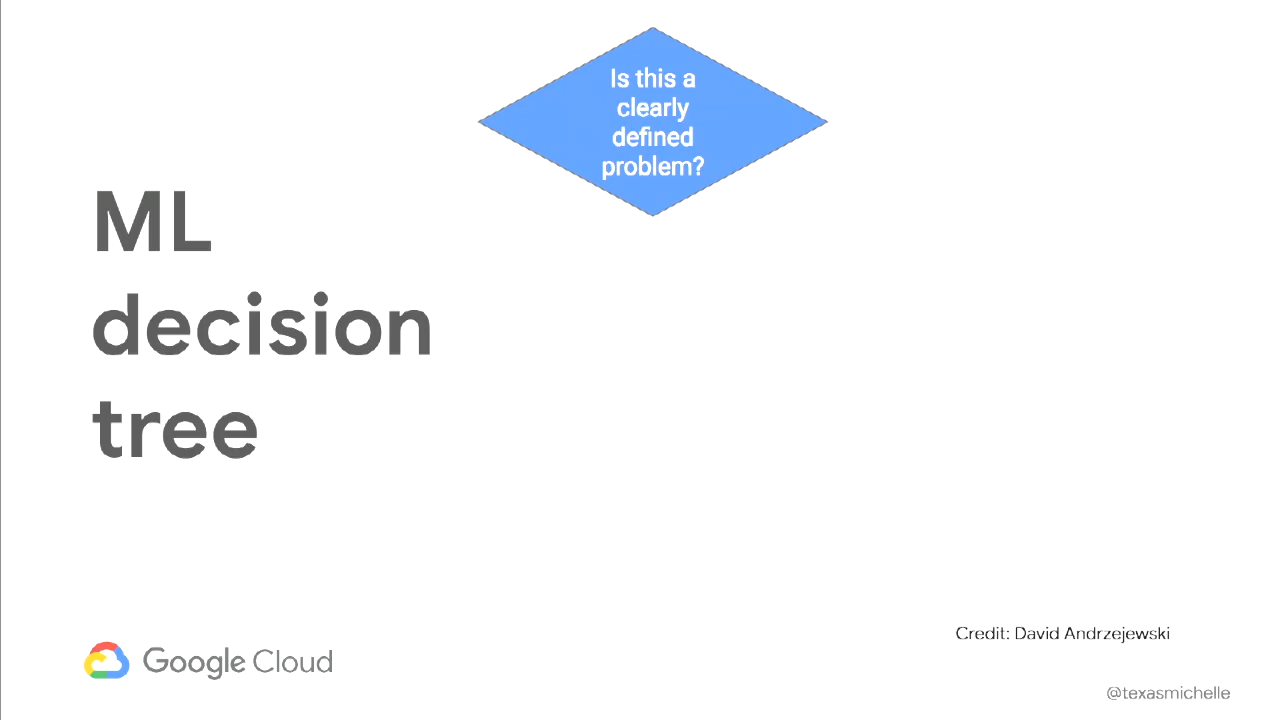 Is this a
clearly
defined
problem?
ML
decision
tree
Credit: David Andrzejewski
Google Cloud
@texasmichelle